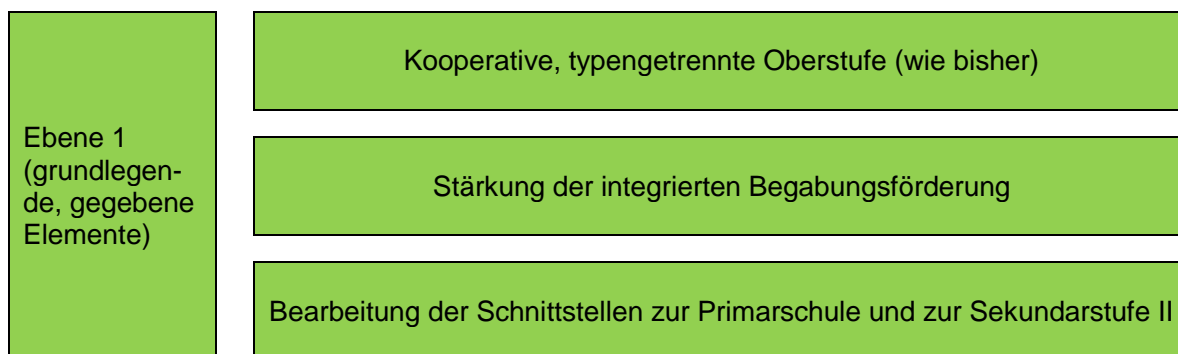 Kooperative, typengetrennte Oberstufe (wie bisher)
Ebene 1
(grundlegen-
de, gegebene
Elemente)
Stärkung der integrierten Begabungsförderung
Bearbeitung der Schnittstellen zur Primarschule und zur Sekundarstufe II